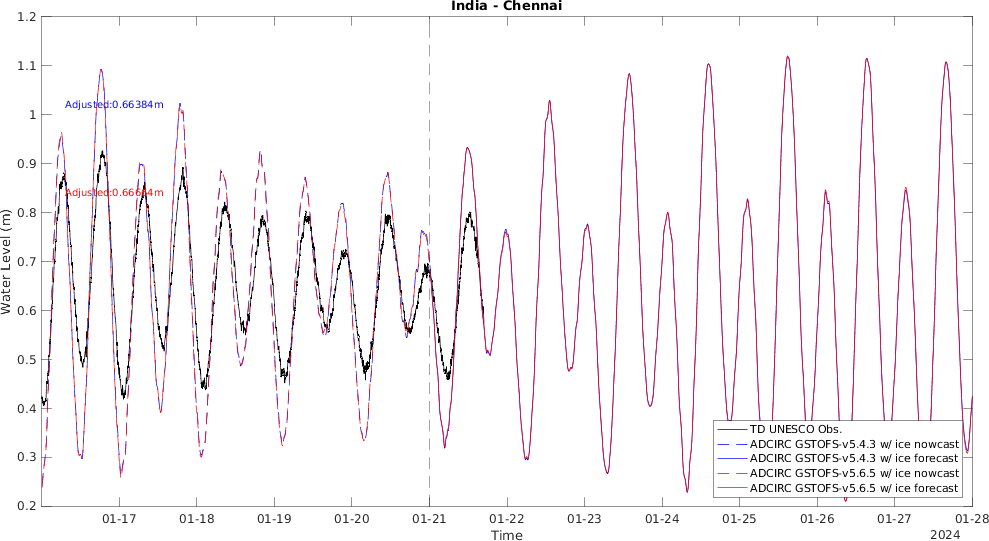 India - Chennai
1.2
1.1
1
0.9
0.8
0.7
0.6
0.5
0.4
0.3
0.2
Water Level (m)
Adjusted:0.66384m
TD UNESCO Obs.
ADCIRC GSTOFS-v5.4.3 w/ ice nowcast
ADCIRC GSTOFS-v5.4.3 w/ ice forecast
ADCIRC GSTOFS-v5.6.5 w/ ice nowcast
ADCIRC GSTOFS-v5.6.5 w/ ice forecast
01-17 01-18 01-19 01-20 01-21 01-22 01-23 01-24 01-25 01-26 01-27 01-28
Time
2024